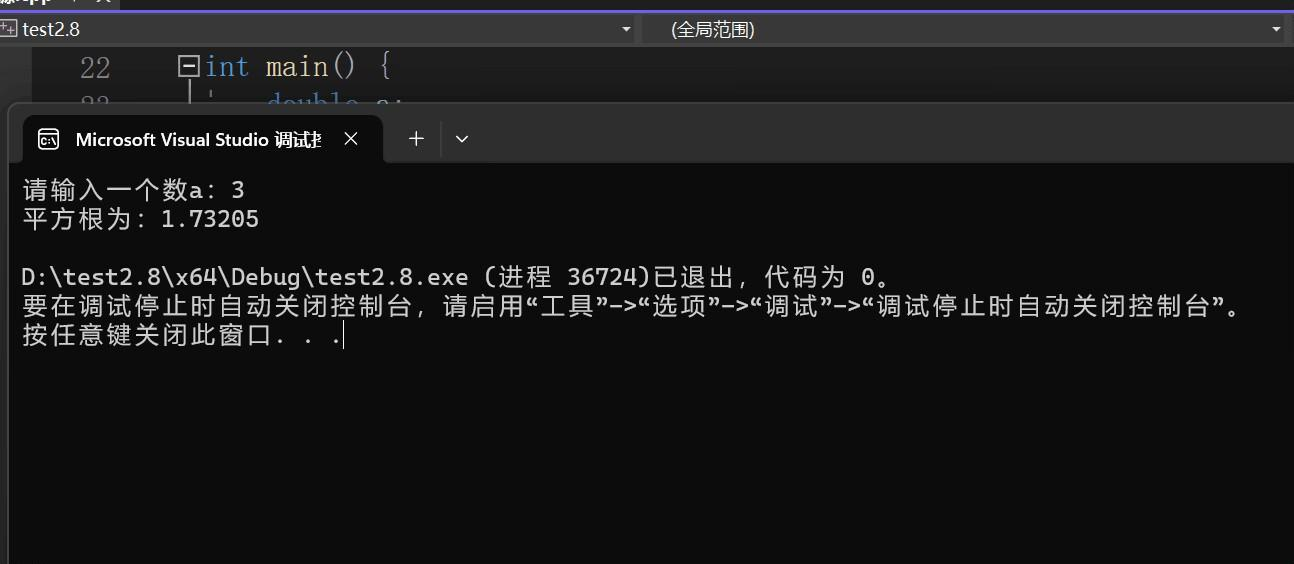 test2.8
(全局范围)
22 int main() {
double
Microsoft Visual Studio 调试
请输入一个数a: 3
平方根为: 1.73205
D:\test2.8\x64\Debug\test2.8.exe (进程 36724)已退出，代码为 0。
要在调试停止时自动关闭控制台，请启用“工具”->“选项”->“调试”->“调试停止时自动关闭控制台”。
按任意键关闭此窗口. . .